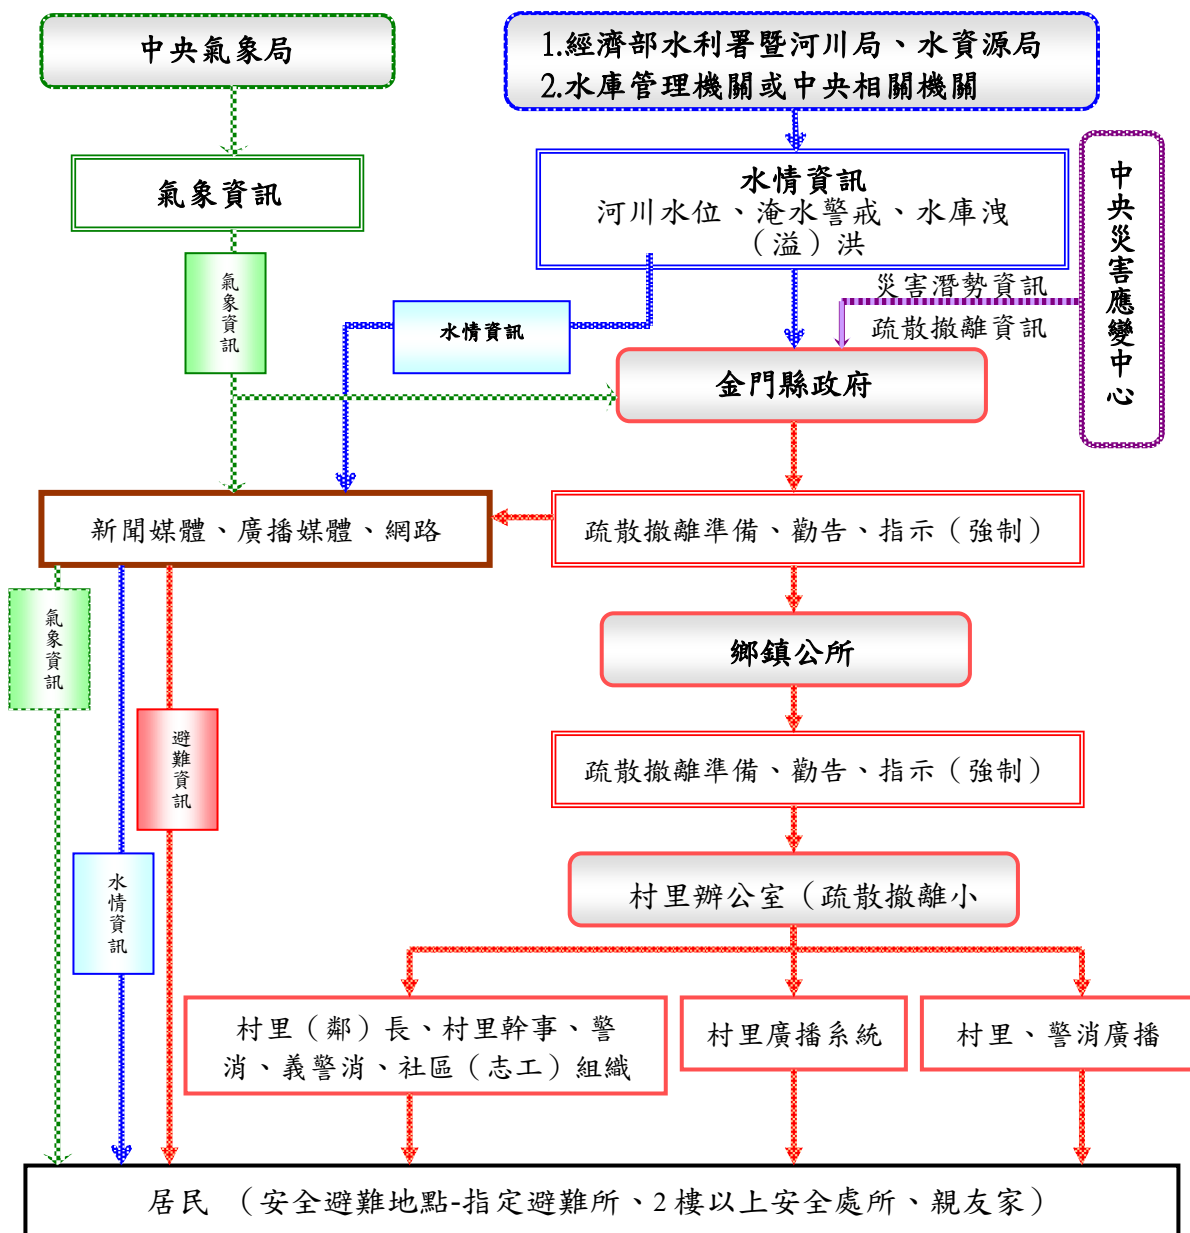 中央氣象局
1.經濟部水利署暨河川局、水資源局
2.水庫管理機關或中央相關機關
氣象資訊
水情資訊
河川水位、淹水警戒、水庫洩
（溢）洪
中央災害應變中心
氣象資訊
水情資訊
災害潛勢資訊
疏散撤離資訊
金門縣政府
新聞媒體、廣播媒體、網路
疏散撤離準備、勸告、指示（強制）
氣象資訊
鄉鎮公所
避難資訊
疏散撤離準備、勸告、指示（強制）
水情資訊
村里辦公室（疏散撤離小
村里（鄰）長、村里幹事、警
消、義警消、社區（志工）組織
村里廣播系統
村里、警消廣播
居民 （安全避難地點-指定避難所、2 樓以上安全處所、親友家）